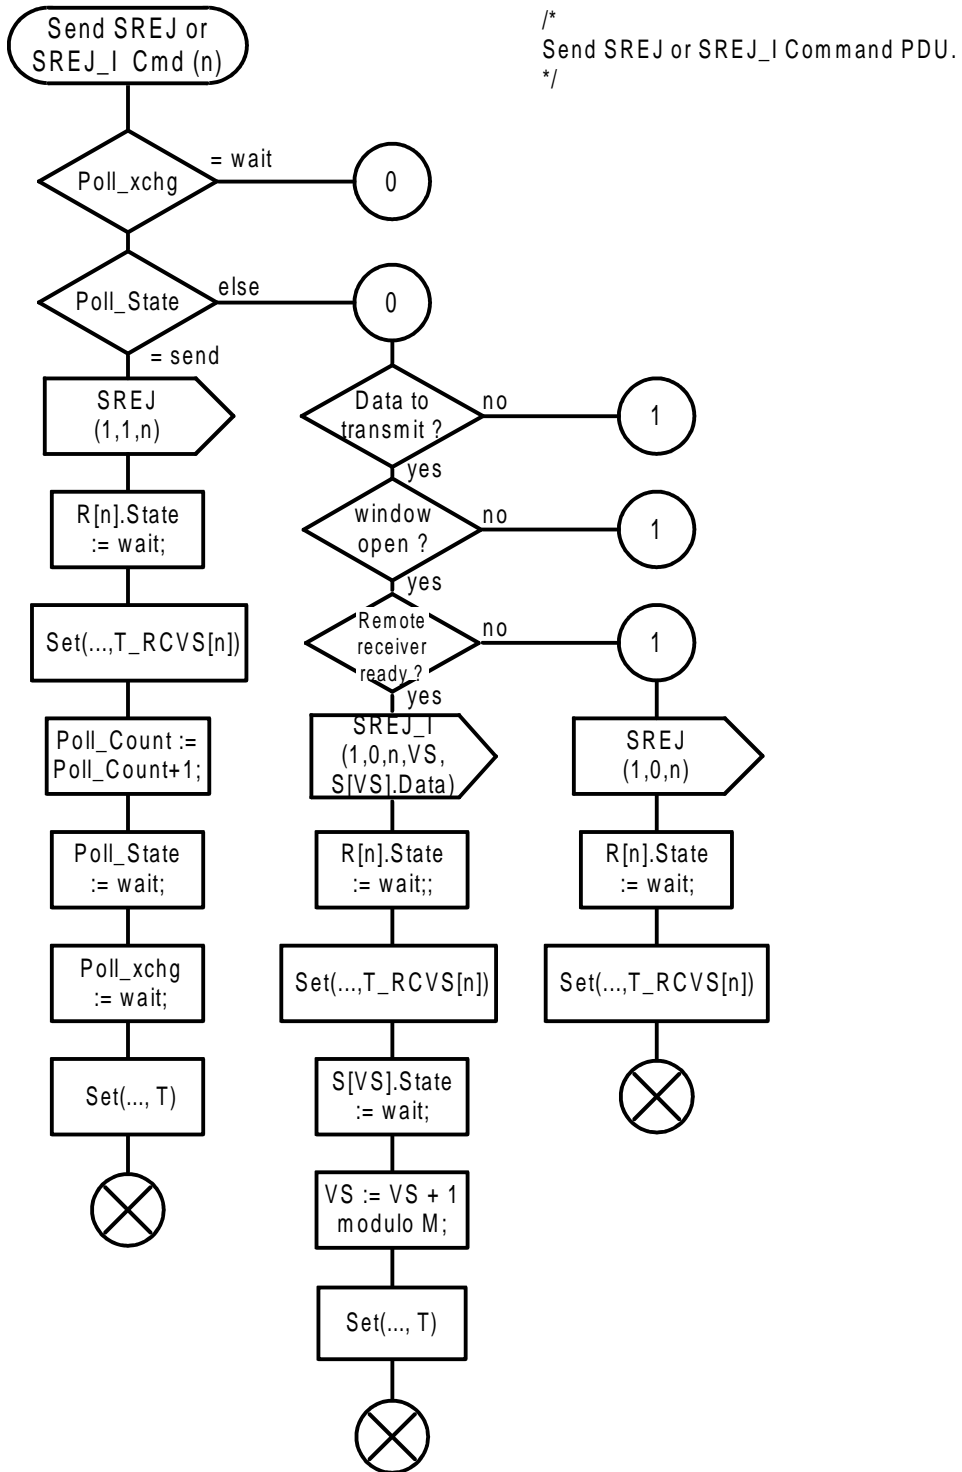 Send SREJ or
SREJ_I Cmd (n)
/*
Send SREJ or SREJ_I Command PDU.
*/
Poll_xchg
= wait
0
Poll_State
else
0
= send
SREJ
(1,1,n)
R[n].State
:= wait;
Set(...,T_RCVS[n])
Poll_Count :=
Poll_Count+1;
Poll_State
:= wait;
Poll_xchg
:= wait;
Set(..., T)
Data to
transmit ?
no
1
yes
window
open ?
no
1
yes
Remote
receiver
ready ?
no
1
yes
SREJ_I
(1,0,n,VS,
S[VS].Data)
R[n].State
:= wait;;
Set(...,T_RCVS[n])
S[VS].State
:= wait;
VS := VS + 1
modulo M;
Set(..., T)
SREJ
(1,0,n)
R[n].State
:= wait;
Set(...,T_RCVS[n])